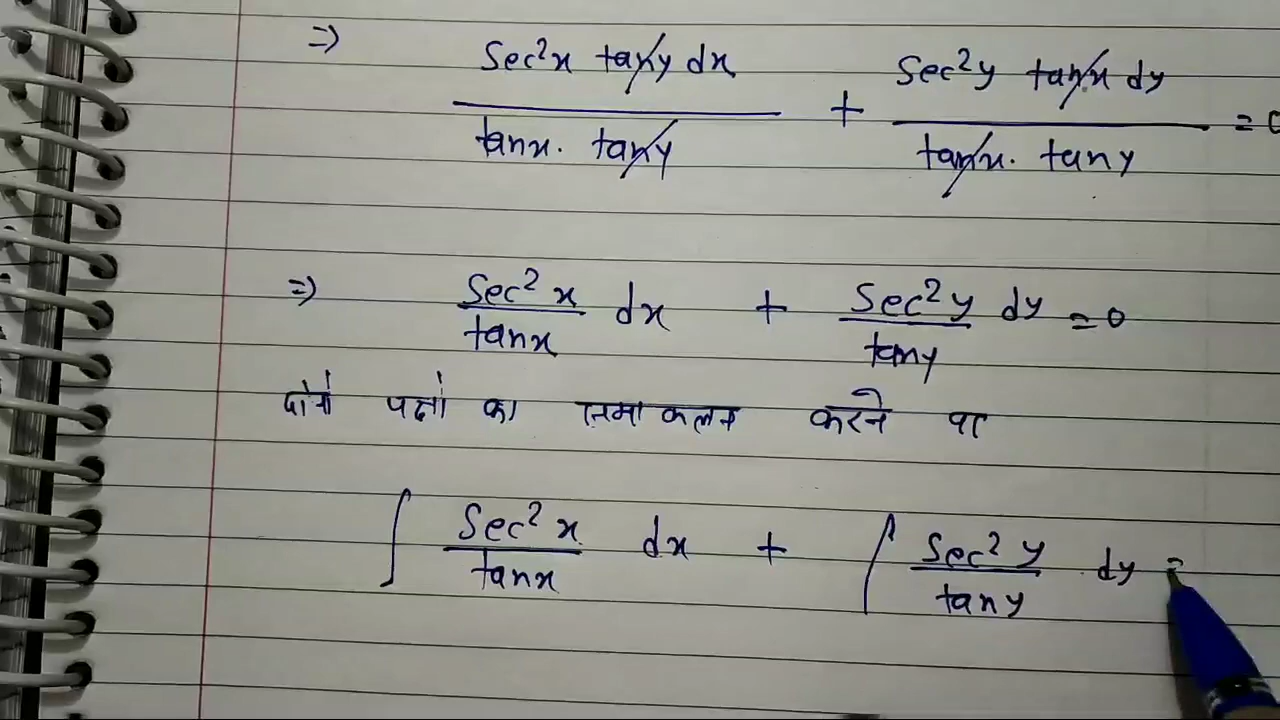 ⇒ Sec²x tany dx / tanx. tany + Sec²y tanx dy / tanx. tany = 0
⇒ Sec²x / tanx dx + Sec²y / tany dy = 0
दोनो पक्षो का समाकलन करने पर
∫ Sec²x / tanx dx + ∫ Sec²y / tany dy =